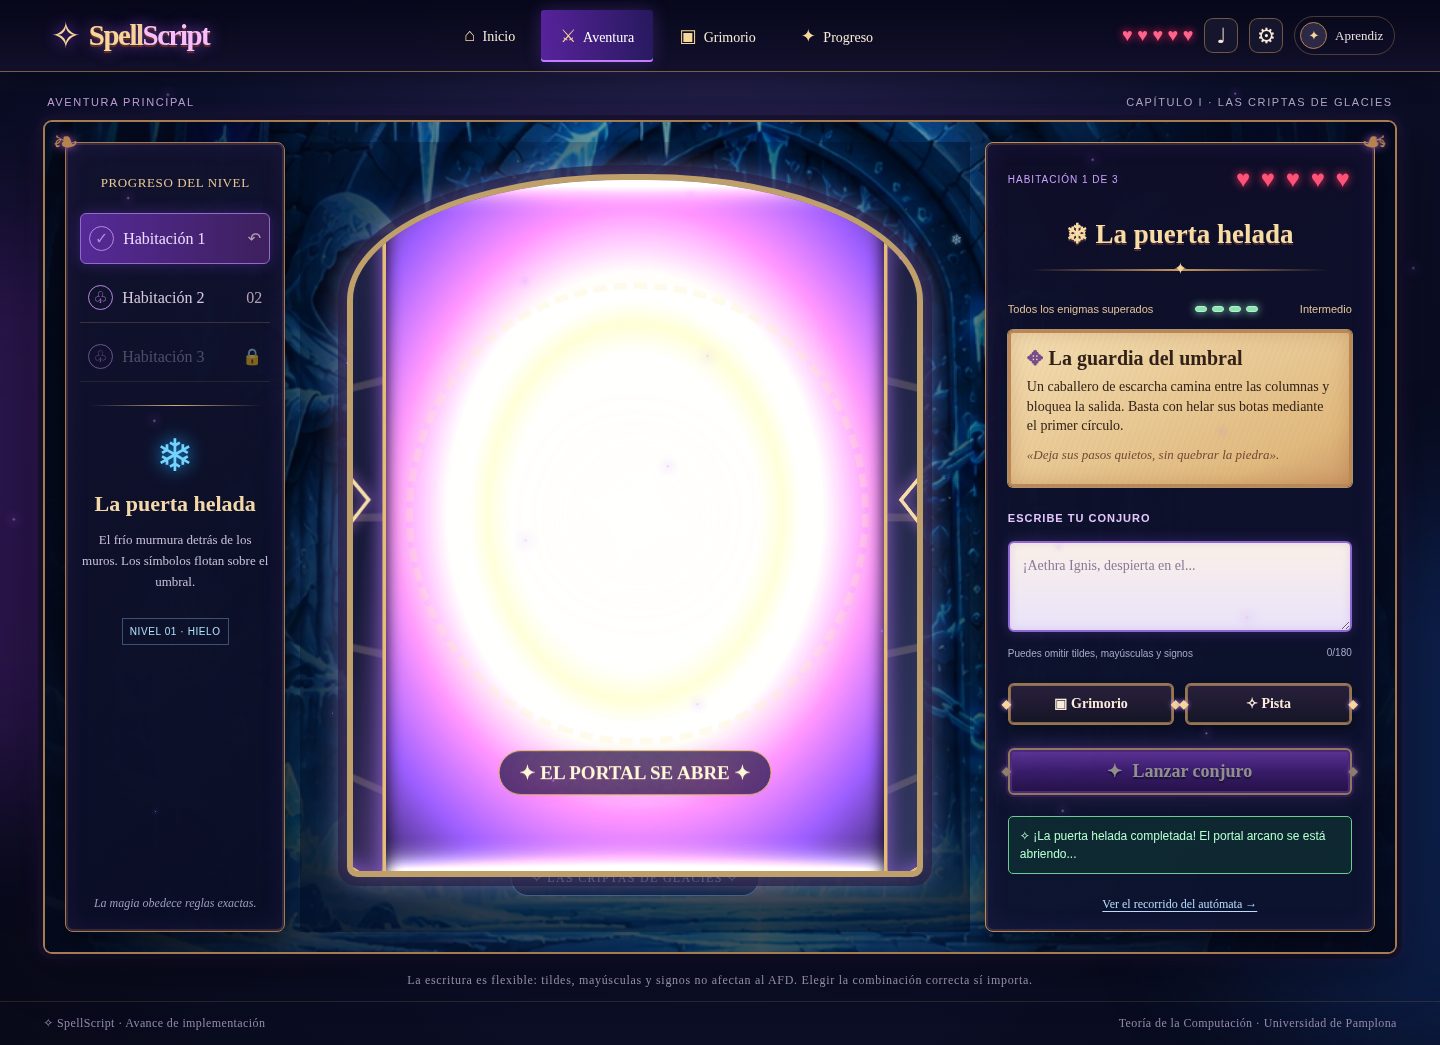 ✧ SpellScript
⌂ Inicio
⚔ Aventura
▣ Grimorio
✦ Progreso
♥ ♥ ♥ ♥ ♥
♩
⚙
✦ Aprendiz
AVENTURA PRINCIPAL
CAPÍTULO I · LAS CRIPTAS DE GLACIES
PROGRESO DEL NIVEL
✓ Habitación 1 ↶
♧ Habitación 2 02
♧ Habitación 3 🔒
❄
La puerta helada
El frío murmura detrás de los
muros. Los símbolos flotan sobre el
umbral.
NIVEL 01 · HIELO
La magia obedece reglas exactas.
✦ EL PORTAL SE ABRE ✦
✧ LAS CRIPTAS DE GLACIES ✧
HABITACIÓN 1 DE 3
♥ ♥ ♥ ♥ ♥
❄ La puerta helada
Todos los enigmas superados
Intermedio
❖ La guardia del umbral
Un caballero de escarcha camina entre las columnas y
bloquea la salida. Basta con helar sus botas mediante
el primer círculo.
«Deja sus pasos quietos, sin quebrar la piedra».
ESCRIBE TU CONJURO
¡Aethra Ignis, despierta en el...
Puedes omitir tildes, mayúsculas y signos
0/180
▣ Grimorio
✧ Pista
✦ Lanzar conjuro
✧ ¡La puerta helada completada! El portal arcano se está
abriendo...
Ver el recorrido del autómata →
La escritura es flexible: tildes, mayúsculas y signos no afectan al AFD. Elegir la combinación correcta sí importa.
✧ SpellScript · Avance de implementación
Teoría de la Computación · Universidad de Pamplona